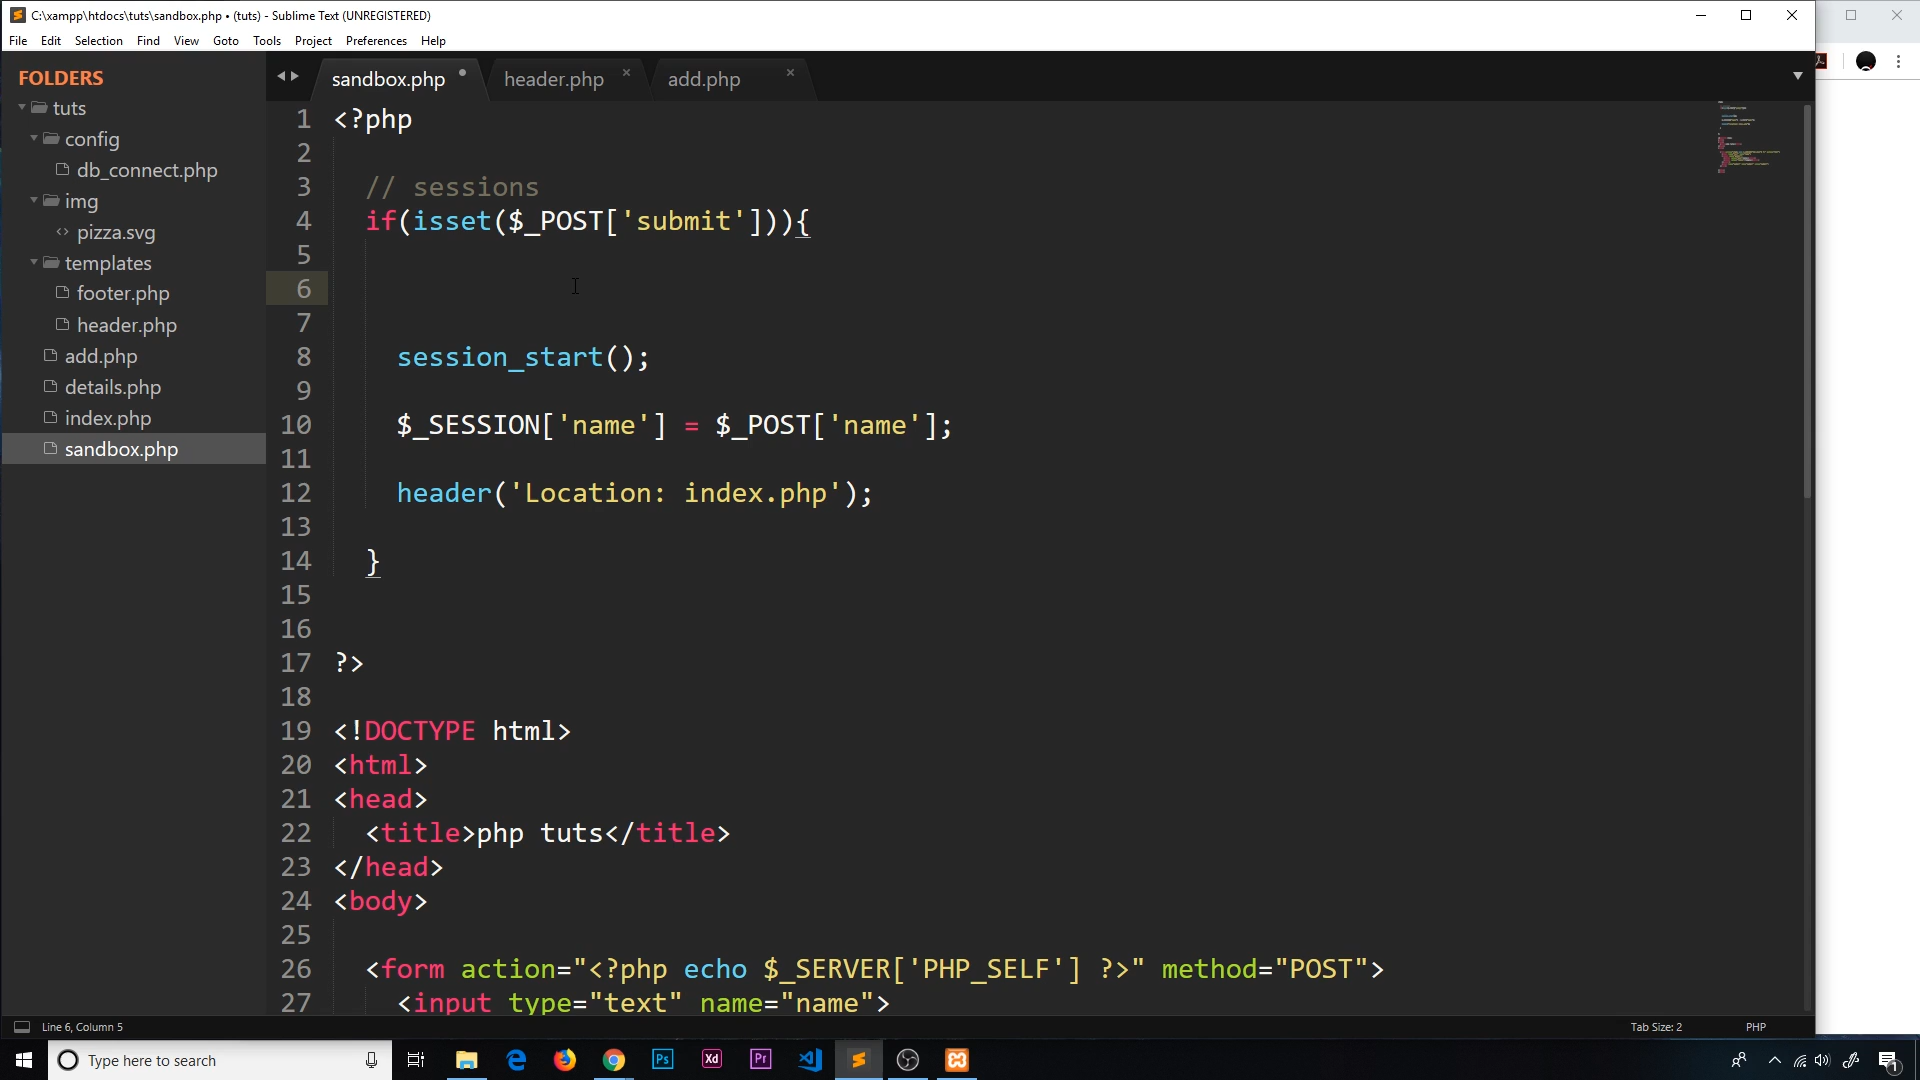 C:\xampp\htdocs\tuts\sandbox.php • (tuts) - Sublime Text (UNREGISTERED)
File Edit Selection Find View Goto Tools Project Preferences Help
FOLDERS
tuts
config
db_connect.php
img
pizza.svg
templates
footer.php
header.php
add.php
details.php
index.php
sandbox.php
sandbox.php header.php add.php
1 <?php
2
3 // sessions
4 if(isset($_POST['submit'])){
5
6
7
8 session_start();
9
10 $_SESSION['name'] = $_POST['name'];
11
12 header('Location: index.php');
13
14 }
15
16
17 ?>
18
19 <!DOCTYPE html>
20 <html>
21 <head>
22 <title>php tuts</title>
23 </head>
24 <body>
25
26 <form action="<?php echo $_SERVER['PHP_SELF'] ?>" method="POST">
27 <input type="text" name="name">
Line 6, Column 5 Tab Size: 2 PHP
Type here to search
Ps
Xd
Pr
1